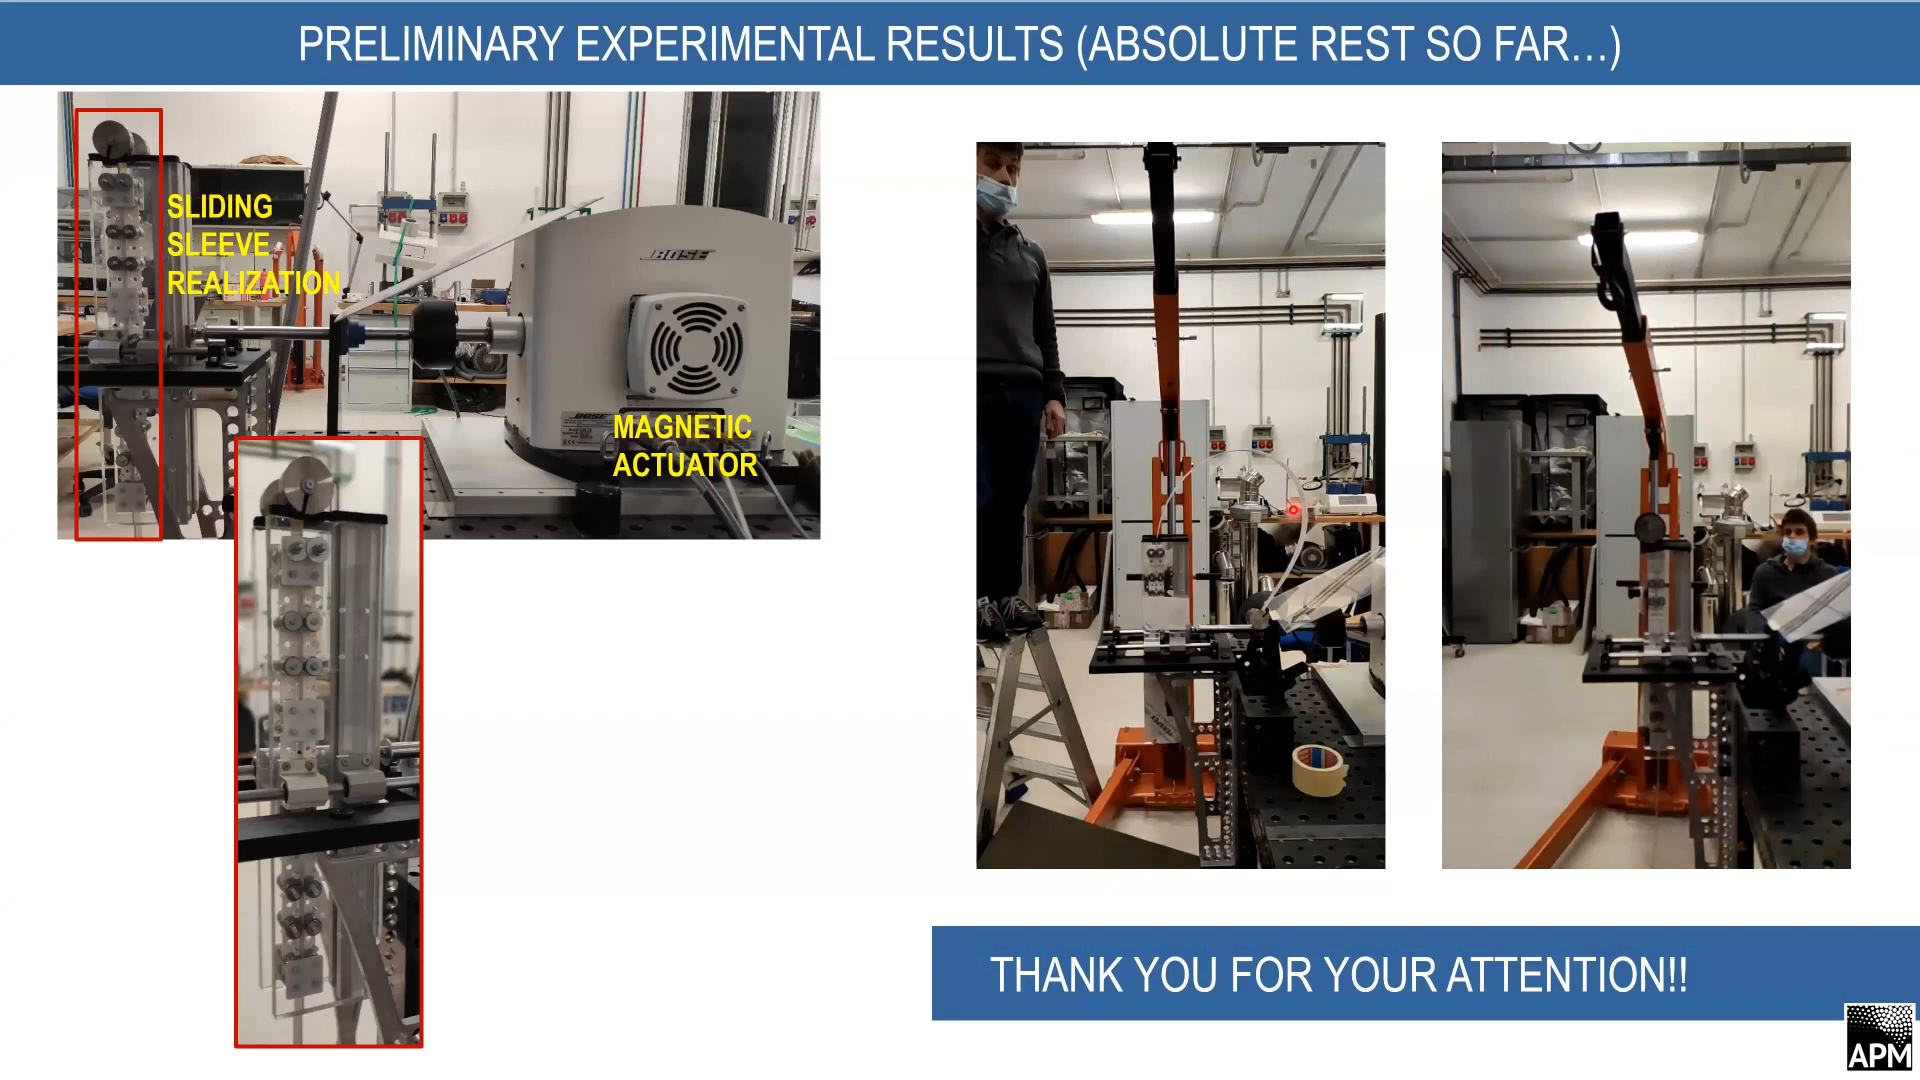 PRELIMINARY EXPERIMENTAL RESULTS (ABSOLUTE REST SO FAR…)
SLIDING
SLEEVE
REALIZATION
BOSE
BOSE
MAGNETIC
ACTUATOR
THANK YOU FOR YOUR ATTENTION!!
APM